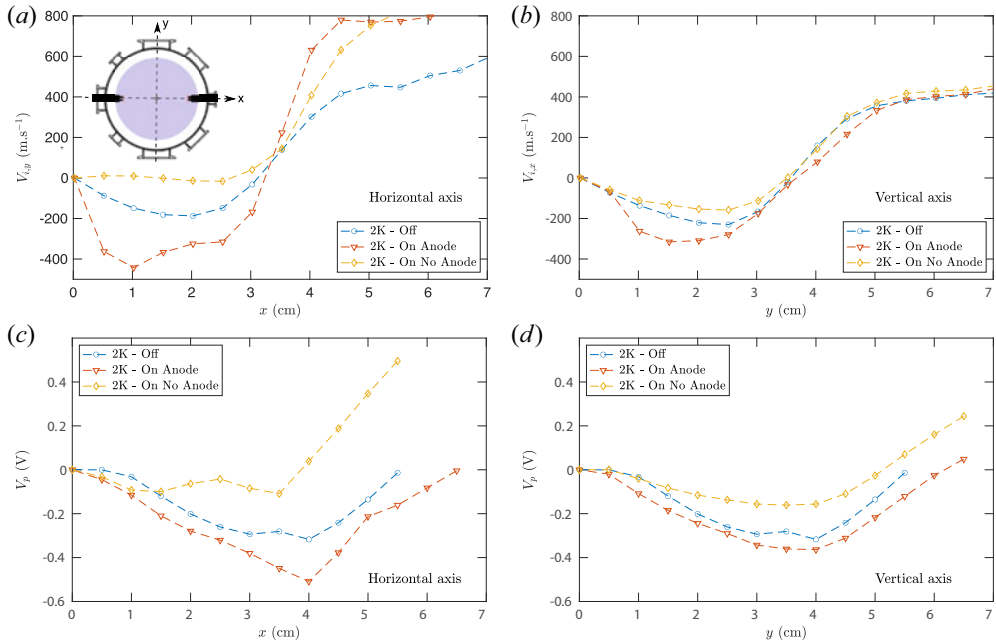 (a)
800
600
400
200
0
-200
-400
V_{i,y} (m.s⁻¹)
y
x
Horizontal axis
2K - Off
2K - On Anode
2K - On No Anode
0 1 2 3 4 5 6 7
x (cm)
(b)
800
600
400
200
0
-200
-400
V_{i,x} (m.s⁻¹)
Vertical axis
2K - Off
2K - On Anode
2K - On No Anode
0 1 2 3 4 5 6 7
y (cm)
(c)
2K - Off
2K - On Anode
2K - On No Anode
0.4
0.2
0
-0.2
-0.4
-0.6
V_p (V)
Horizontal axis
0 1 2 3 4 5 6 7
x (cm)
(d)
2K - Off
2K - On Anode
2K - On No Anode
0.4
0.2
0
-0.2
-0.4
-0.6
V_p (V)
Vertical axis
0 1 2 3 4 5 6 7
y (cm)